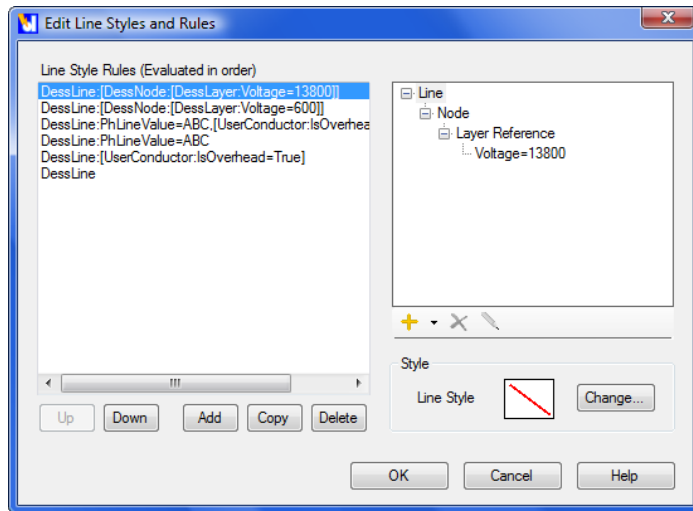 Edit Line Styles and Rules
Line Style Rules (Evaluated in order)
DessLine:[DessNode:[DessLayer:Voltage=13800]]
DessLine:[DessNode:[DessLayer:Voltage=600]]
DessLine:PhLineValue=ABC,[UserConductor:IsOverhea
DessLine:PhLineValue=ABC
DessLine:[UserConductor:IsOverhead=True]
DessLine
Up
Down
Add
Copy
Delete
Line
Node
Layer Reference
Voltage=13800
Style
Line Style
Change...
OK
Cancel
Help